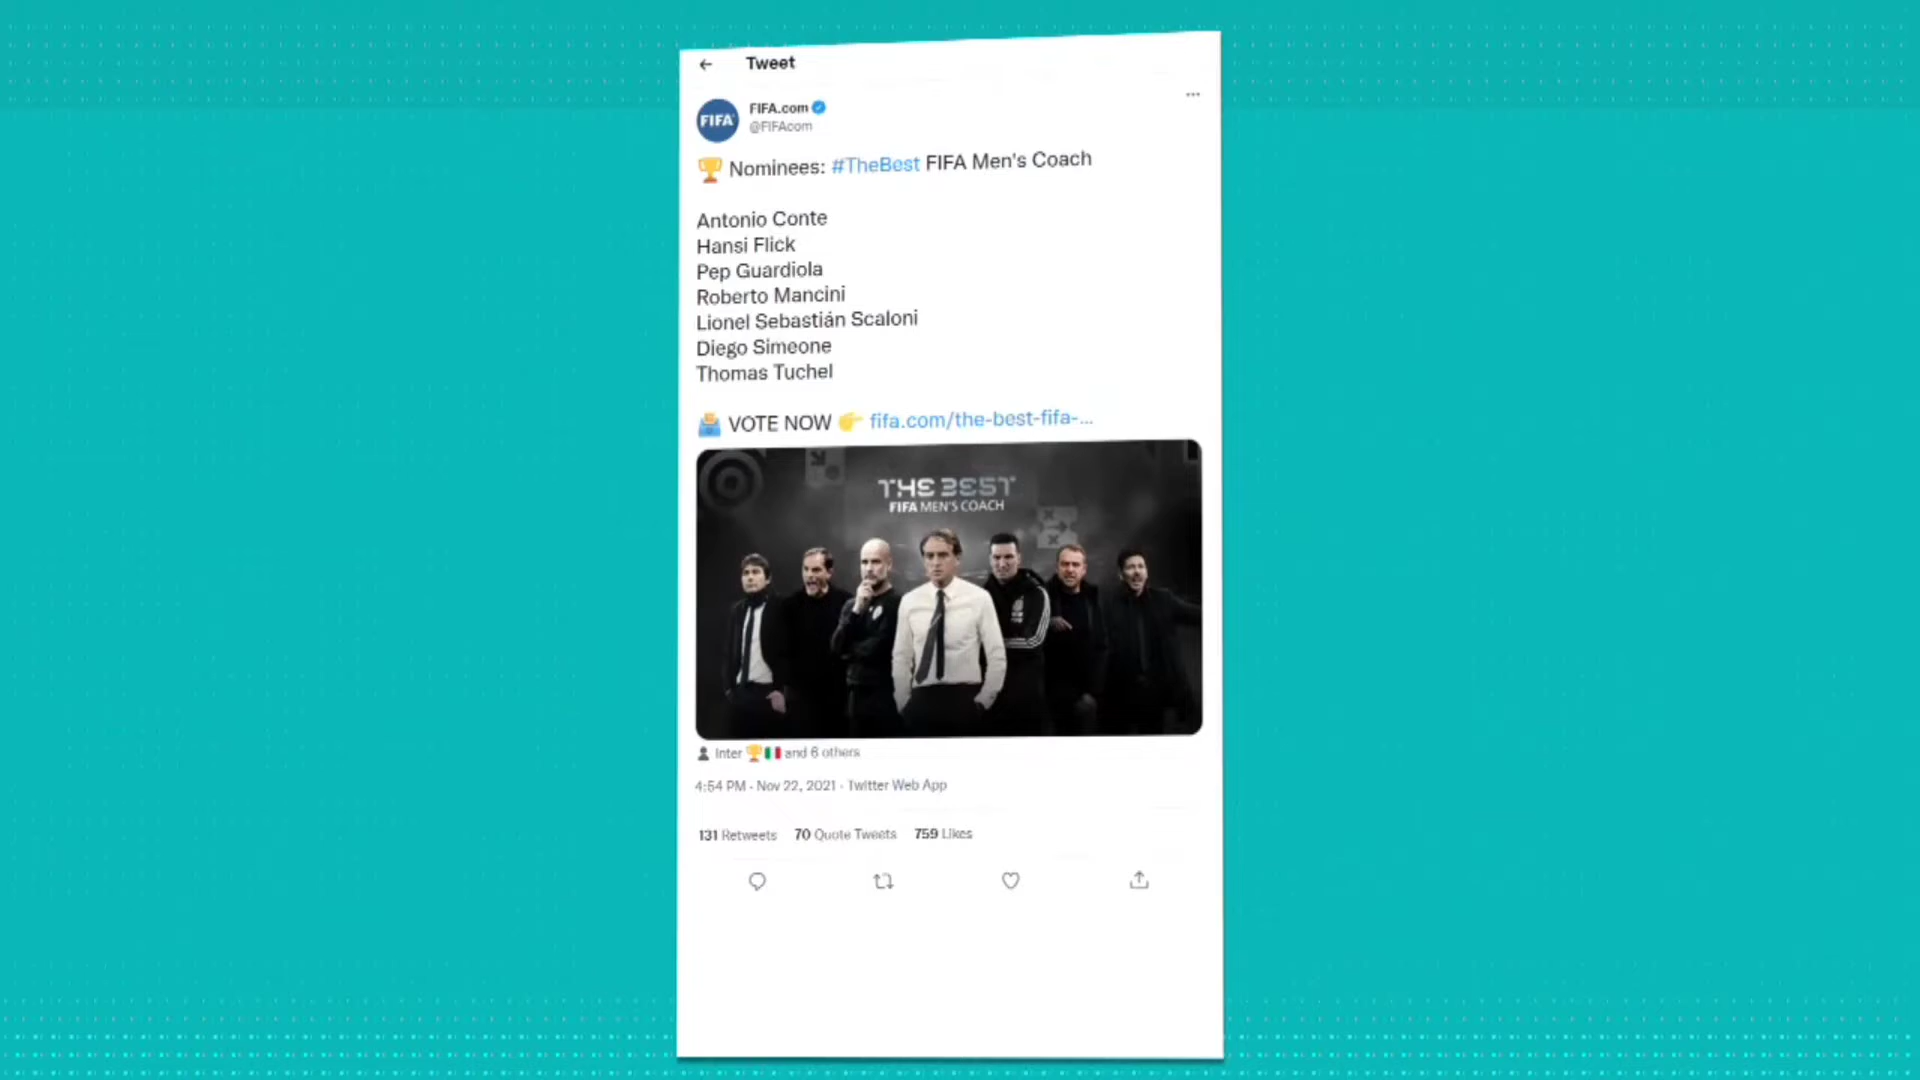 Tweet
FIFA
FIFA.com
@FIFAcom
Nominees: #TheBest FIFA Men's Coach
Antonio Conte
Hansi Flick
Pep Guardiola
Roberto Mancini
Lionel Sebastián Scaloni
Diego Simeone
Thomas Tuchel
VOTE NOW fifa.com/the-best-fifa-...
THE BEST
FIFA MEN'S COACH
Inter and 6 others
4:54 PM · Nov 22, 2021 · Twitter Web App
131 Retweets 70 Quote Tweets 759 Likes